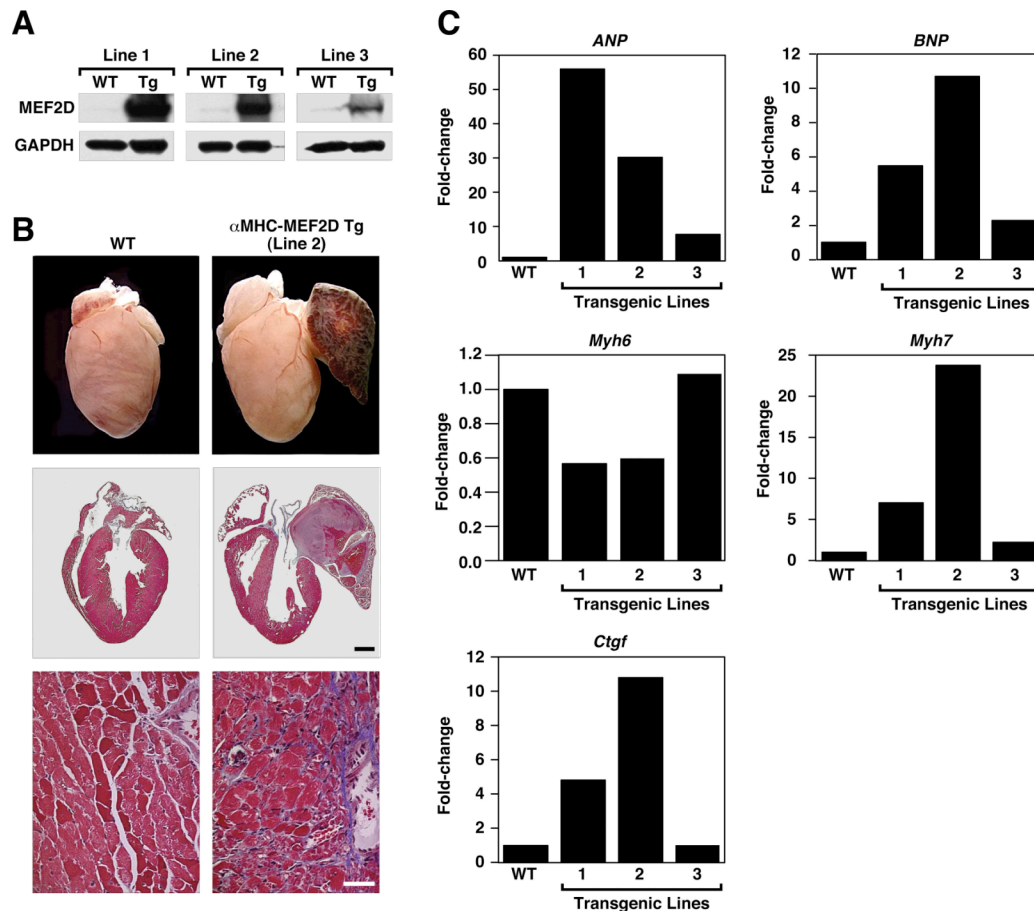 A
Line 1 Line 2 Line 3
WT Tg WT Tg WT Tg
MEF2D
GAPDH
B
WT
αMHC-MEF2D Tg
(Line 2)
C
ANP
Fold-change
60
50
40
30
20
10
0
WT 1 2 3
Transgenic Lines
BNP
Fold-change
12
10
8
6
4
2
0
WT 1 2 3
Transgenic Lines
Myh6
Fold-change
1.2
1.0
0.8
0.6
0.4
0.2
0.0
WT 1 2 3
Transgenic Lines
Myh7
Fold-change
25
20
15
10
5
0
WT 1 2 3
Transgenic Lines
Ctgf
Fold-change
12
10
8
6
4
2
0
WT 1 2 3
Transgenic Lines